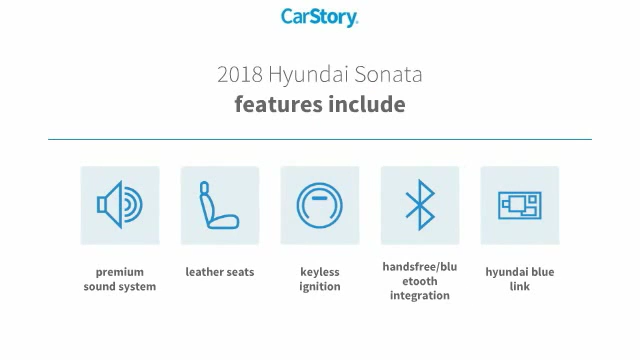 CarStory.
2018 Hyundai Sonata
features include
premium
sound system
leather seats
keyless
ignition
handsfree/blu
etooth
integration
hyundai blue
link